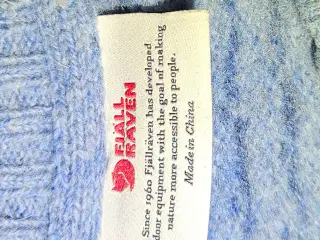 FJÄLL
RÄVEN
Since 1960 Fjällräven has developed
door equipment with the goal of making
nature more accessible to people.
Made in China